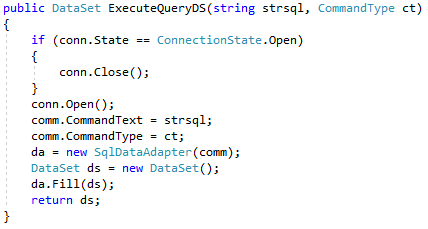 public DataSet ExecuteQueryDS(string strsql, CommandType ct)
{
    if (conn.State == ConnectionState.Open)
    {
        conn.Close();
    }
    conn.Open();
    comm.CommandText = strsql;
    comm.CommandType = ct;
    da = new SqlDataAdapter(comm);
    DataSet ds = new DataSet();
    da.Fill(ds);
    return ds;
}